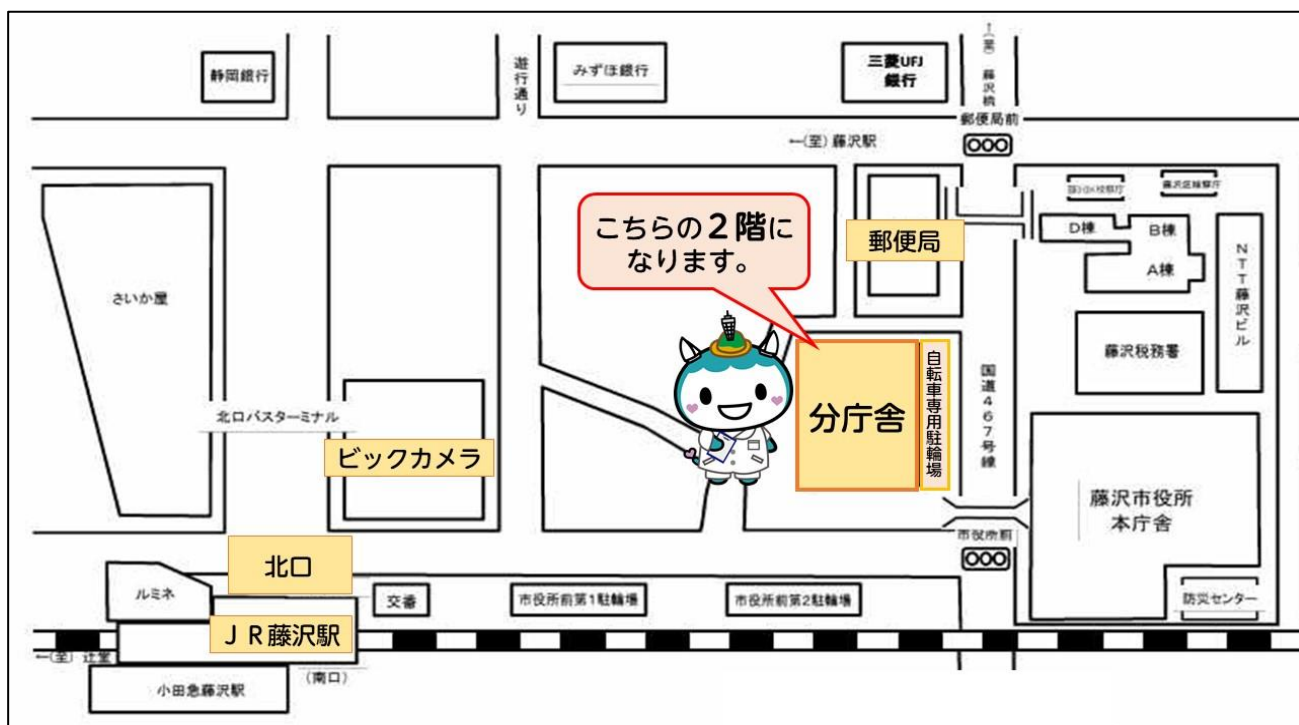 静岡銀行
遊行通り
みずほ銀行
三菱UFJ
銀行
↑(至) 藤沢橋
郵便局前
←(至) 藤沢駅
こちらの2階に
なります。
郵便局
D棟
B棟
A棟
NTT藤沢ビル
さいか屋
藤沢税務署
分庁舎
自転車専用駐輪場
国道467号線
北口バスターミナル
ビックカメラ
藤沢市役所
本庁舎
市役所前
北口
ルミネ
交番
市役所前第1駐輪場
市役所前第2駐輪場
防災センター
JR藤沢駅
←(至) 辻堂
(南口)
小田急藤沢駅